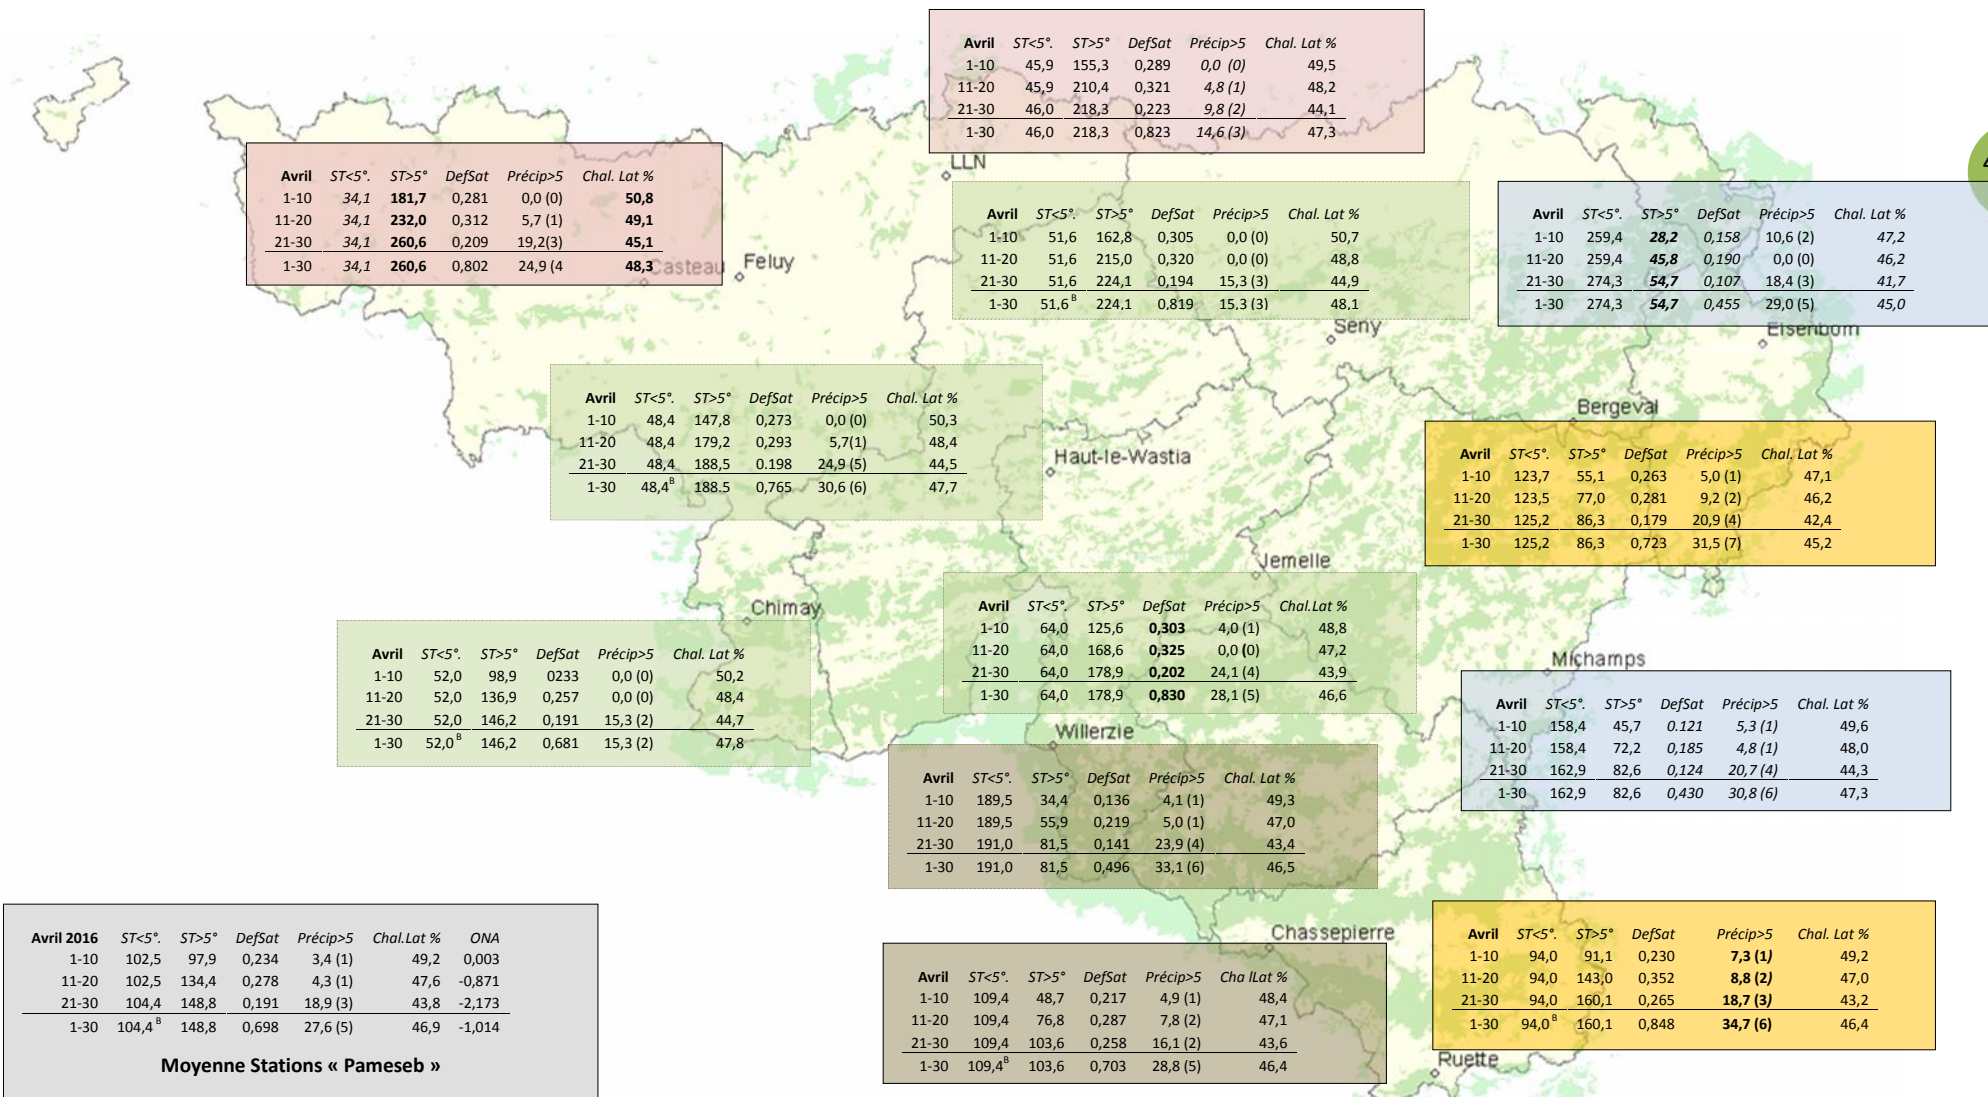 Avril ST<5°. ST>5° DefSat Précip>5 Chal. Lat %
1-10 45,9 155,3 0,289 0,0 (0) 49,5
11-20 45,9 210,4 0,321 4,8 (1) 48,2
21-30 46,0 218,3 0,223 9,8 (2) 44,1
1-30 46,0 218,3 0,823 14,6 (3) 47,3
LLN
Avril ST<5°. ST>5° DefSat Précip>5 Chal. Lat %
1-10 34,1 181,7 0,281 0,0 (0) 50,8
11-20 34,1 232,0 0,312 5,7 (1) 49,1
21-30 34,1 260,6 0,209 19,2(3) 45,1
1-30 34,1 260,6 0,802 24,9 (4 48,3
Casteau
Feluy
Avril ST<5°. ST>5° DefSat Précip>5 Chal. Lat %
1-10 51,6 162,8 0,305 0,0 (0) 50,7
11-20 51,6 215,0 0,320 0,0 (0) 48,8
21-30 51,6 224,1 0,194 15,3 (3) 44,9
1-30 51,6 B 224,1 0,819 15,3 (3) 48,1
Seny
4
Avril ST<5°. ST>5° DefSat Précip>5 Chal. Lat %
1-10 259,4 28,2 0,158 10,6 (2) 47,2
11-20 259,4 45,8 0,190 0,0 (0) 46,2
21-30 274,3 54,7 0,107 18,4 (3) 41,7
1-30 274,3 54,7 0,455 29,0 (5) 45,0
Elsenborn
Avril ST<5°. ST>5° DefSat Précip>5 Chal. Lat %
1-10 48,4 147,8 0,273 0,0 (0) 50,3
11-20 48,4 179,2 0,293 5,7(1) 48,4
21-30 48,4 188,5 0.198 24,9 (5) 44,5
1-30 48,4B 188.5 0,765 30,6 (6) 47,7
Haut-le-Wastia
Bergeval
Avril ST<5°. ST>5° DefSat Précip>5 Chal. Lat %
1-10 123,7 55,1 0,263 5,0 (1) 47,1
11-20 123,5 77,0 0,281 9,2 (2) 46,2
21-30 125,2 86,3 0,179 20,9 (4) 42,4
1-30 125,2 86,3 0,723 31,5 (7) 45,2
Jemelle
Avril ST<5°. ST>5° DefSat Précip>5 Chal.Lat %
1-10 64,0 125,6 0,303 4,0 (1) 48,8
11-20 64,0 168,6 0,325 0,0 (0) 47,2
21-30 64,0 178,9 0,202 24,1 (4) 43,9
1-30 64,0 178,9 0,830 28,1 (5) 46,6
Chimay
Avril ST<5°. ST>5° DefSat Précip>5 Chal. Lat %
1-10 52,0 98,9 0233 0,0 (0) 50,2
11-20 52,0 136,9 0,257 0,0 (0) 48,4
21-30 52,0 146,2 0,191 15,3 (2) 44,7
1-30 52,0 B 146,2 0,681 15,3 (2) 47,8
Michamps
Avril ST<5°. ST>5° DefSat Précip>5 Chal. Lat %
1-10 158,4 45,7 0.121 5,3 (1) 49,6
11-20 158,4 72,2 0,185 4,8 (1) 48,0
21-30 162,9 82,6 0,124 20,7 (4) 44,3
1-30 162,9 82,6 0,430 30,8 (6) 47,3
Willerzie
Avril ST<5°. ST>5° DefSat Précip>5 Chal. Lat %
1-10 189,5 34,4 0,136 4,1 (1) 49,3
11-20 189,5 55,9 0,219 5,0 (1) 47,0
21-30 191,0 81,5 0,141 23,9 (4) 43,4
1-30 191,0 81,5 0,496 33,1 (6) 46,5
Avril 2016 ST<5°. ST>5° DefSat Précip>5 Chal.Lat % ONA
1-10 102,5 97,9 0,234 3,4 (1) 49,2 0,003
11-20 102,5 134,4 0,278 4,3 (1) 47,6 -0,871
21-30 104,4 148,8 0,191 18,9 (3) 43,8 -2,173
1-30 104,4 B 148,8 0,698 27,6 (5) 46,9 -1,014
Moyenne Stations « Pameseb »
Chassepierre
Avril ST<5°. ST>5° DefSat Précip>5 Cha lLat %
1-10 109,4 48,7 0,217 4,9 (1) 48,4
11-20 109,4 76,8 0,287 7,8 (2) 47,1
21-30 109,4 103,6 0,258 16,1 (2) 43,6
1-30 109,4B 103,6 0,703 28,8 (5) 46,4
Avril ST<5°. ST>5° DefSat Précip>5 Chal. Lat %
1-10 94,0 91,1 0,230 7,3 (1) 49,2
11-20 94,0 143,0 0,352 8,8 (2) 47,0
21-30 94,0 160,1 0,265 18,7 (3) 43,2
1-30 94,0 B 160,1 0,848 34,7 (6) 46,4
Ruette